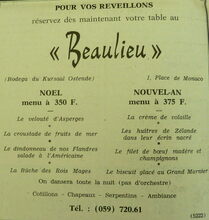 POUR VOS REVEILLONS
réservez dès maintenant votre table au
« Beaulieu »
(Bodega du Kursaal Ostende)
1, Place de Monaco
NOEL
menu à 350 F.
Le velouté d'Asperges
La croustade de fruits de mer
Le dindonneau de nos Flandres
salade à l'Américaine
La Bûche des Rois Mages
NOUVEL-AN
menu à 375 F.
La crème de volaille
Les huîtres de Zélande
dans leur écrin nacré
Le filet de bœuf madère et
champignons
Le biscuit glacé au Grand Marnier
On dansera toute la nuit (pas d'orchestre)
Cotillons - Chapeaux - Serpentins - Ambiance
Tél. : (059) 720.61